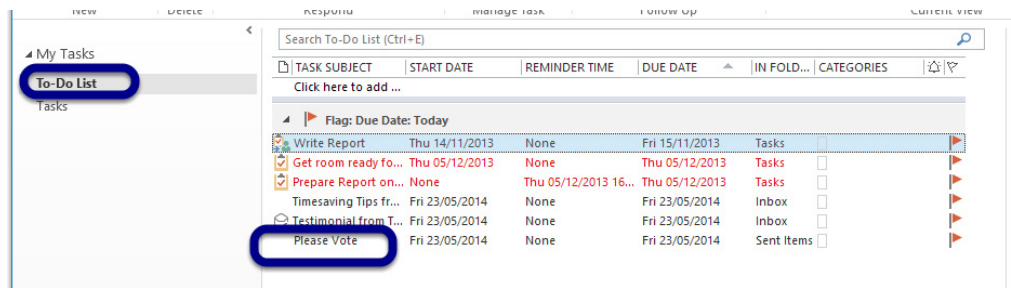 New Delete Respond Manage Task Follow Up Current View
Search To-Do List (Ctrl+E)
My Tasks
To-Do List
Tasks
TASK SUBJECT START DATE REMINDER TIME DUE DATE IN FOLD... CATEGORIES
Click here to add ...
Flag: Due Date: Today
Write Report Thu 14/11/2013 None Fri 15/11/2013 Tasks
Get room ready fo... Thu 05/12/2013 None Thu 05/12/2013 Tasks
Prepare Report on... None Thu 05/12/2013 16... Thu 05/12/2013 Tasks
Timesaving Tips fr... Fri 23/05/2014 None Fri 23/05/2014 Inbox
Testimonial from T... Fri 23/05/2014 None Fri 23/05/2014 Inbox
Please Vote Fri 23/05/2014 None Fri 23/05/2014 Sent Items